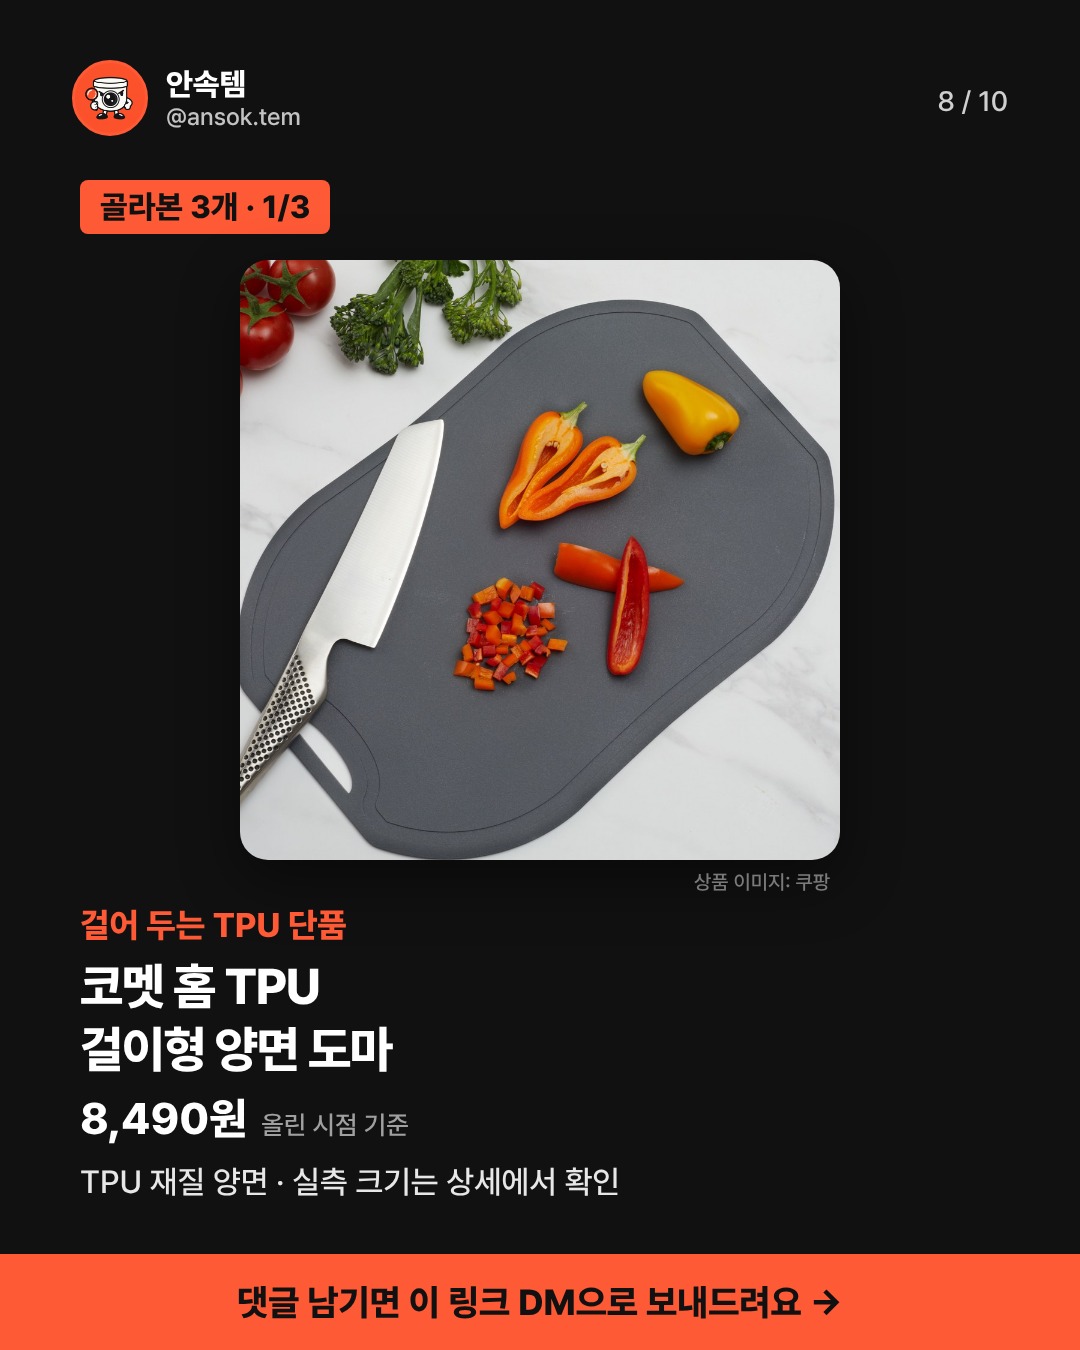 안속템
@ansok.tem
8 / 10
골라본 3개 · 1/3
상품 이미지: 쿠팡
걸어 두는 TPU 단품
코멧 홈 TPU
걸이형 양면 도마
8,490원 올린 시점 기준
TPU 재질 양면 · 실측 크기는 상세에서 확인
댓글 남기면 이 링크 DM으로 보내드려요 →